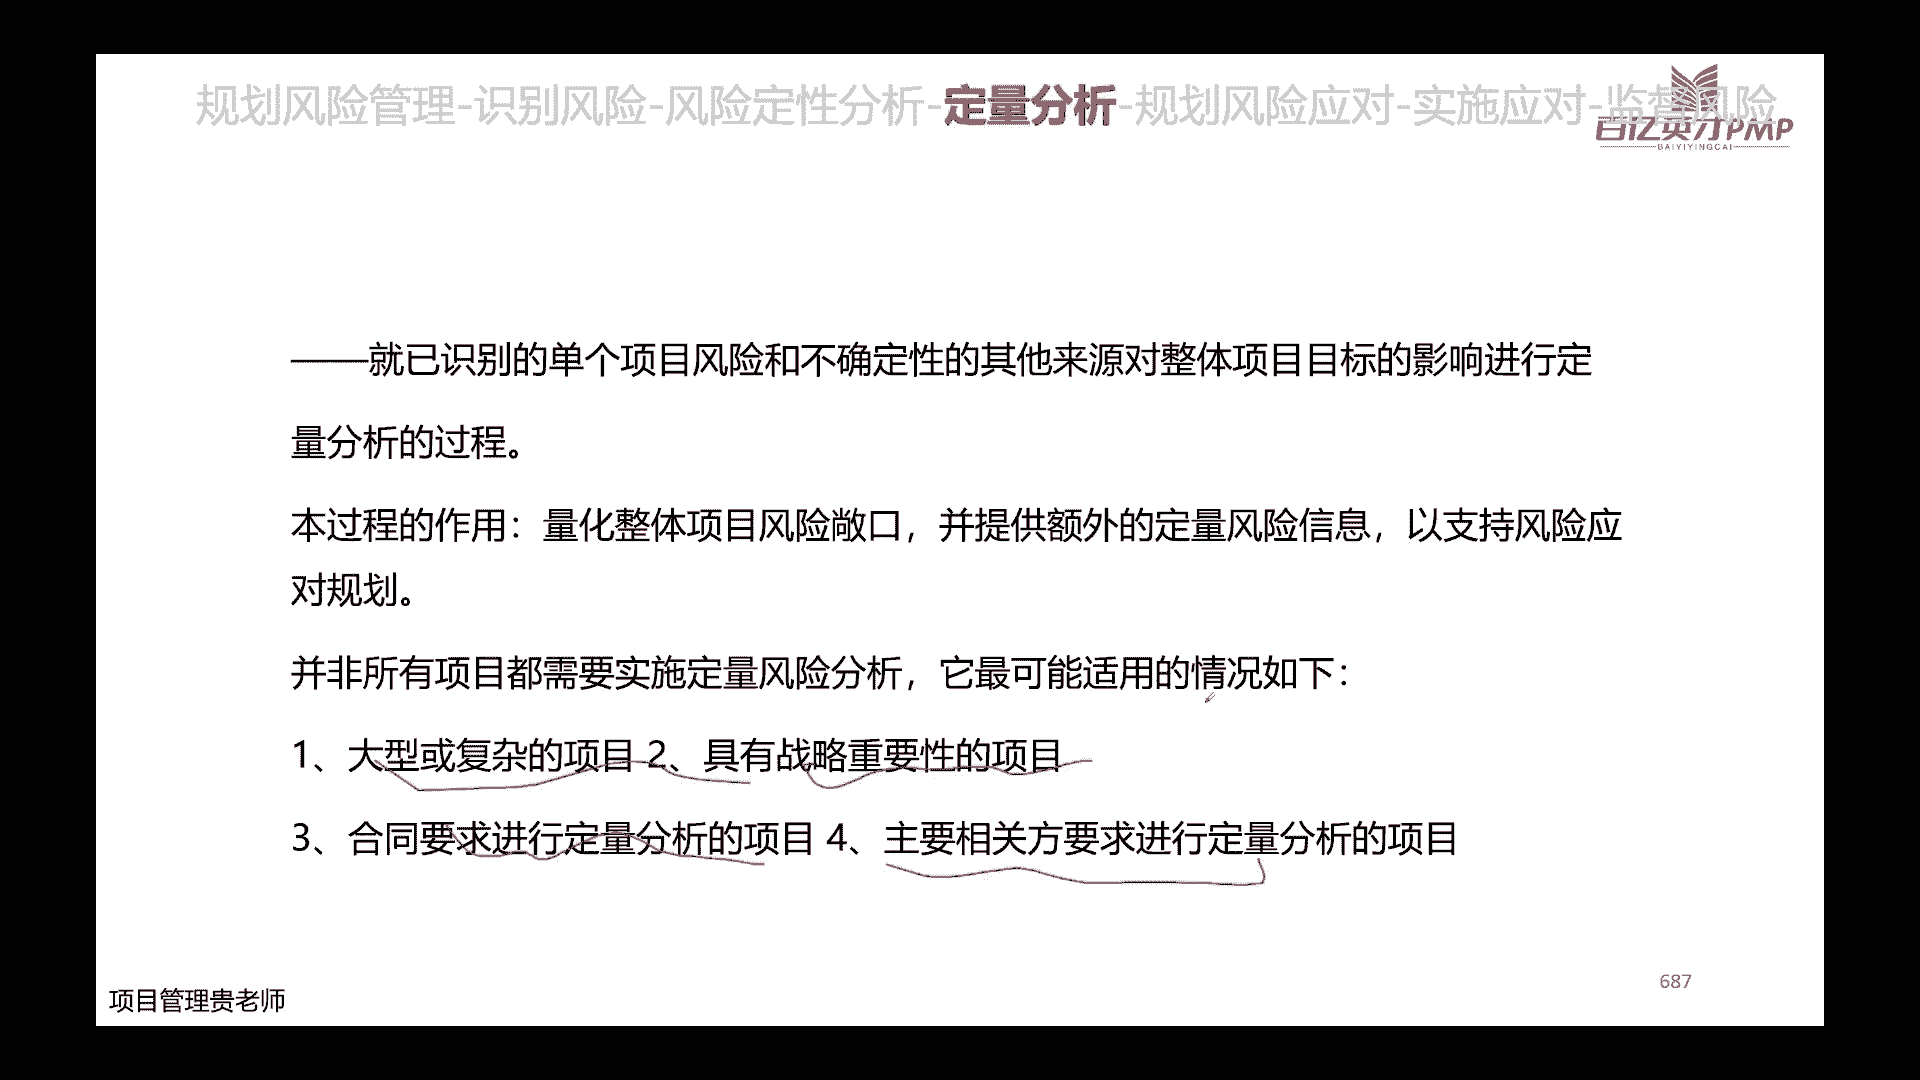 规划风险管理-识别风险-风险定性分析-定量分析-规划风险应对-实施应对-监督风险
百亿英才PMP
BAIYIYINGCAI
——就已识别的单个项目风险和不确定性的其他来源对整体项目目标的影响进行定
量分析的过程。
本过程的作用：量化整体项目风险敞口，并提供额外的定量风险信息，以支持风险应
对规划。
并非所有项目都需要实施定量风险分析，它最可能适用的情况如下：
1、大型或复杂的项目 2、具有战略重要性的项目
3、合同要求进行定量分析的项目 4、主要相关方要求进行定量分析的项目
687
项目管理贵老师